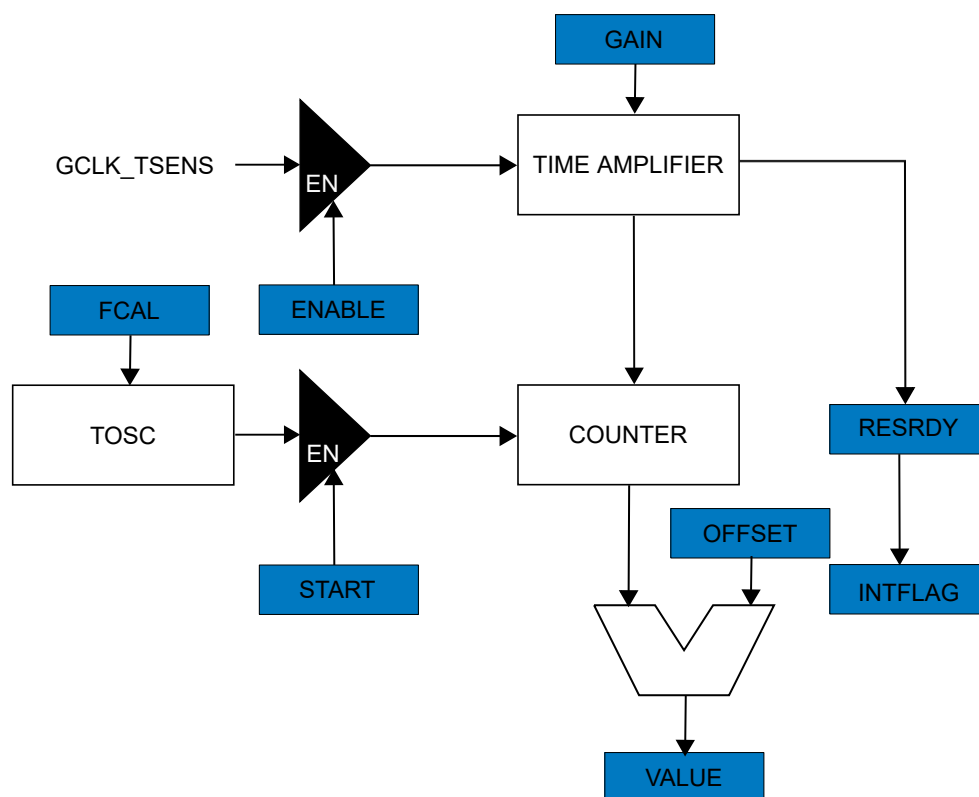 GAIN
GCLK_TSENS
EN
TIME AMPLIFIER
FCAL
ENABLE
TOSC
EN
COUNTER
RESRDY
OFFSET
START
INTFLAG
VALUE